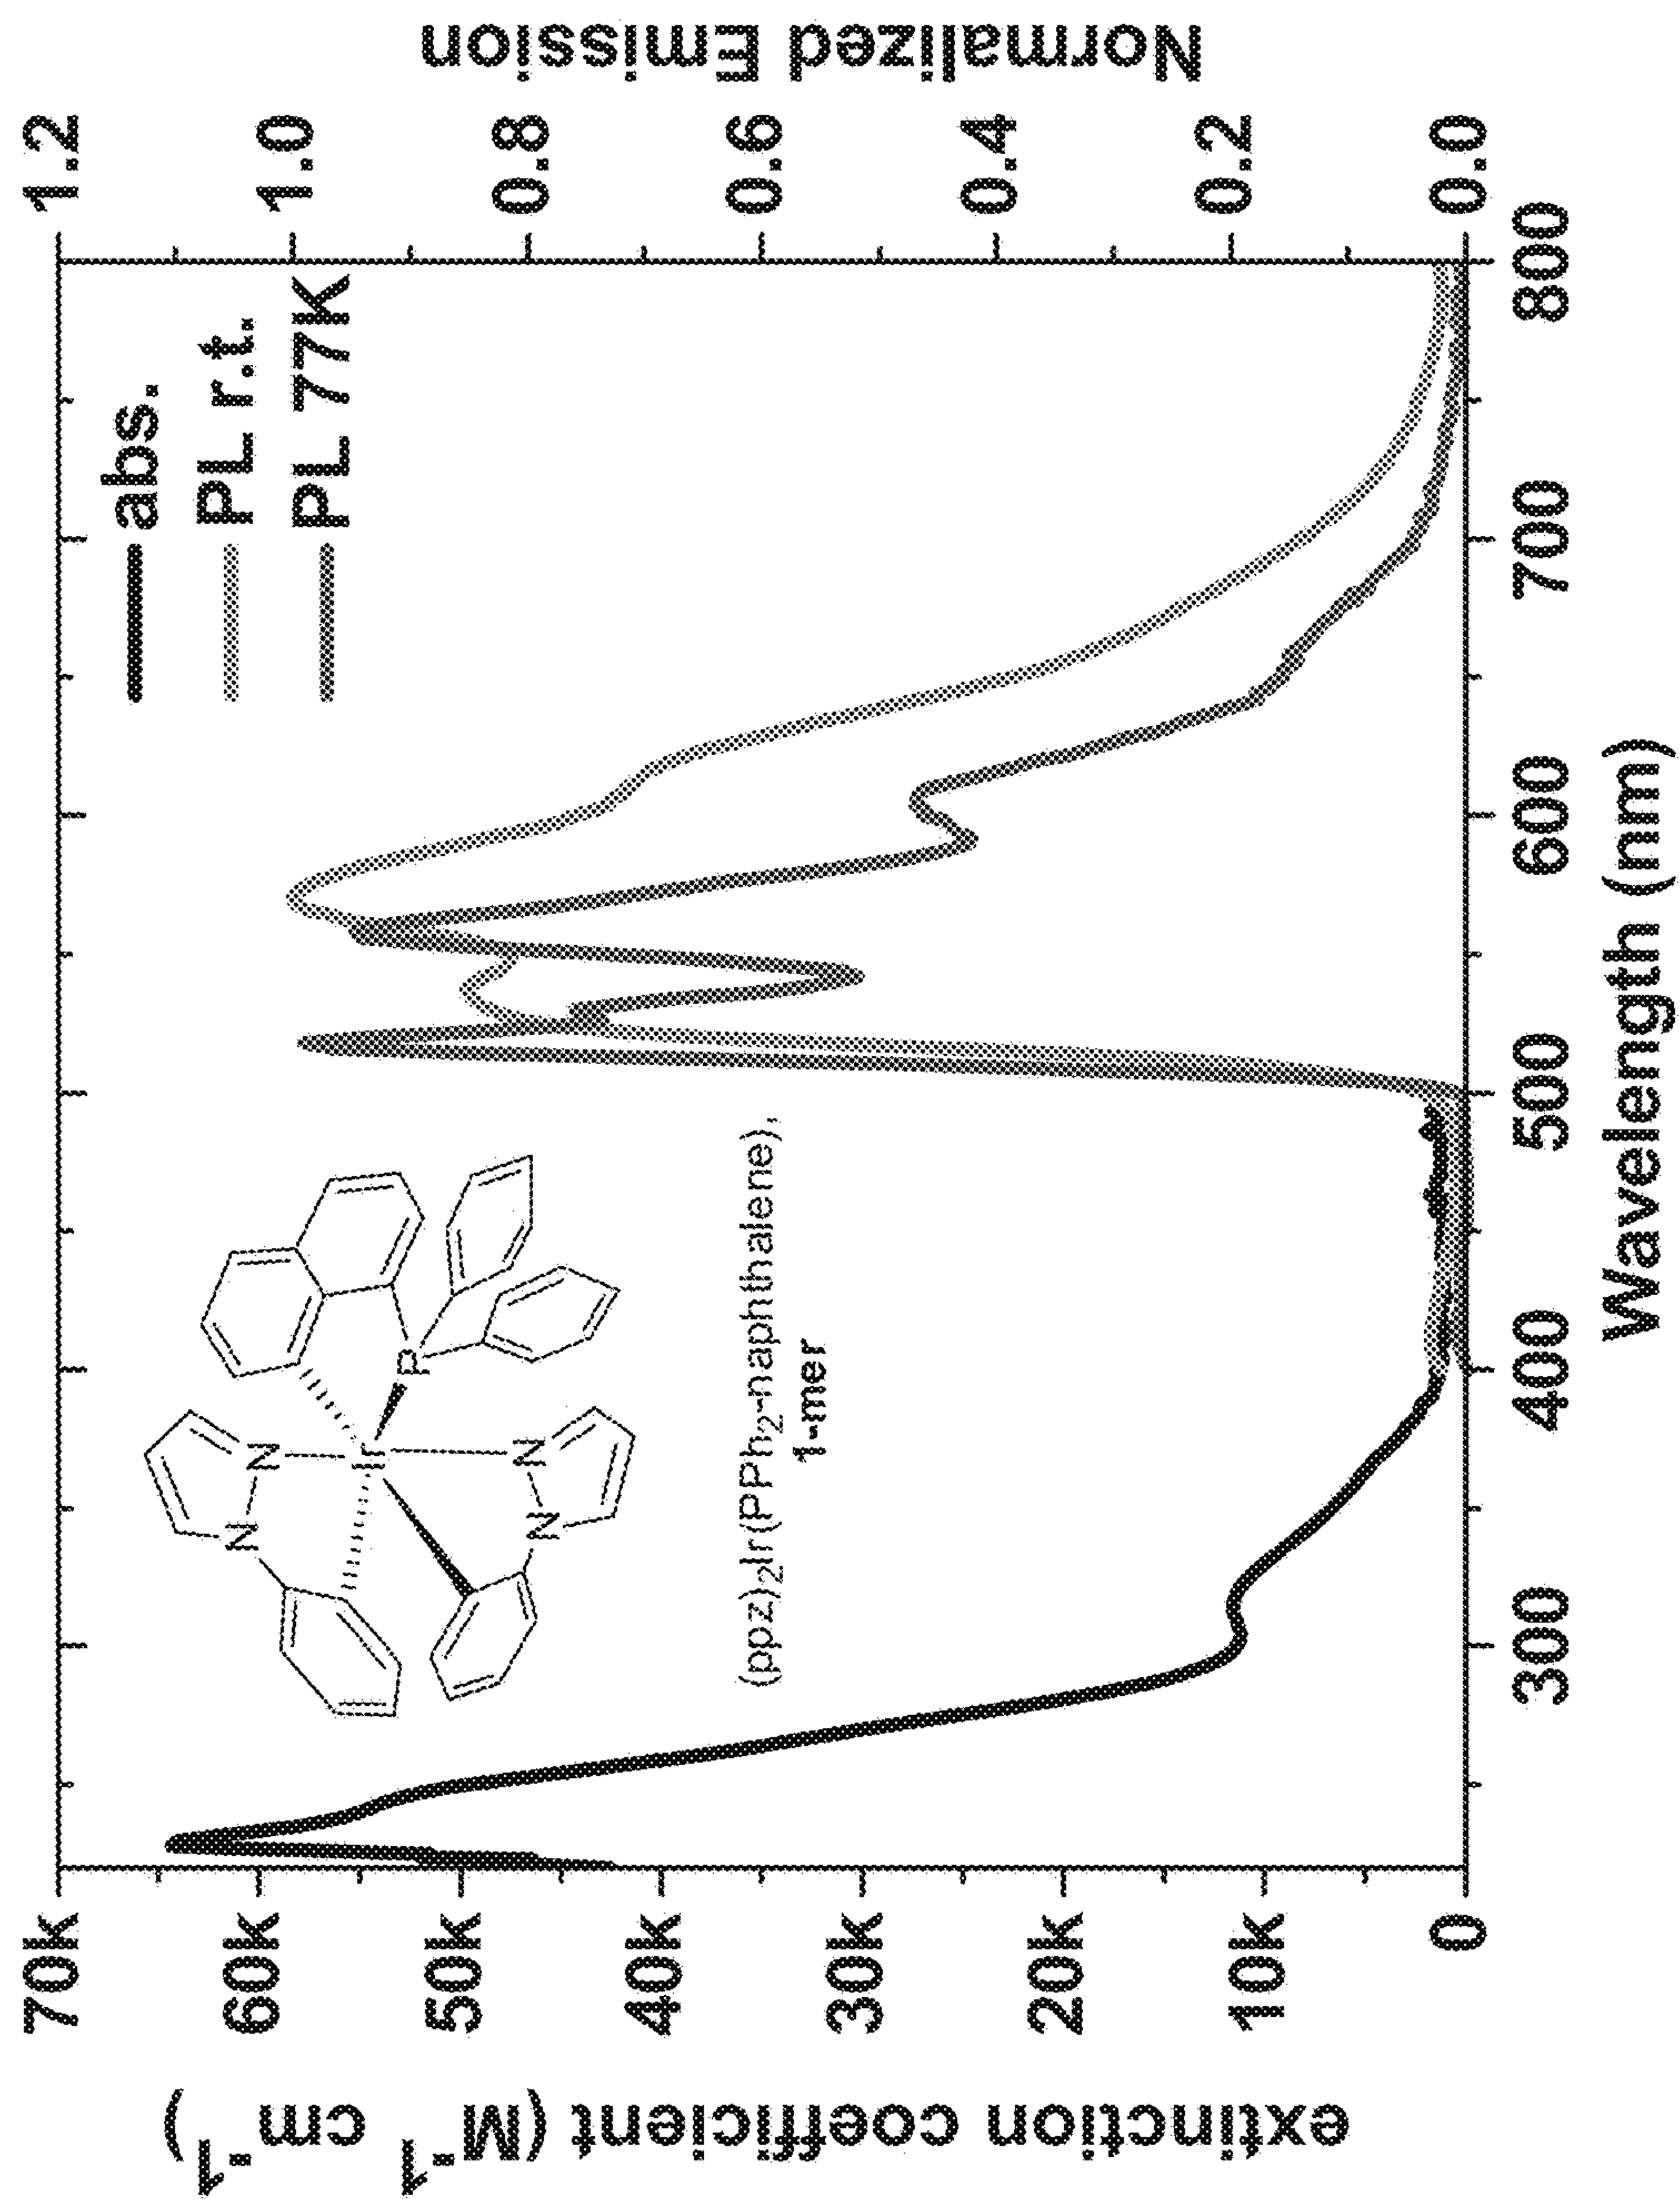 abs.
PL r.t.
PL 77K
N
N
N
N
Ir
P
(ppz)₂Ir(PPh₂-naphthalene),
1-mer
extinction coefficient (M⁻¹ cm⁻¹)
70k
60k
50k
40k
30k
20k
10k
0
Normalized Emission
1.2
1.0
0.8
0.6
0.4
0.2
0.0
300
400
500
600
700
800
Wavelength (nm)